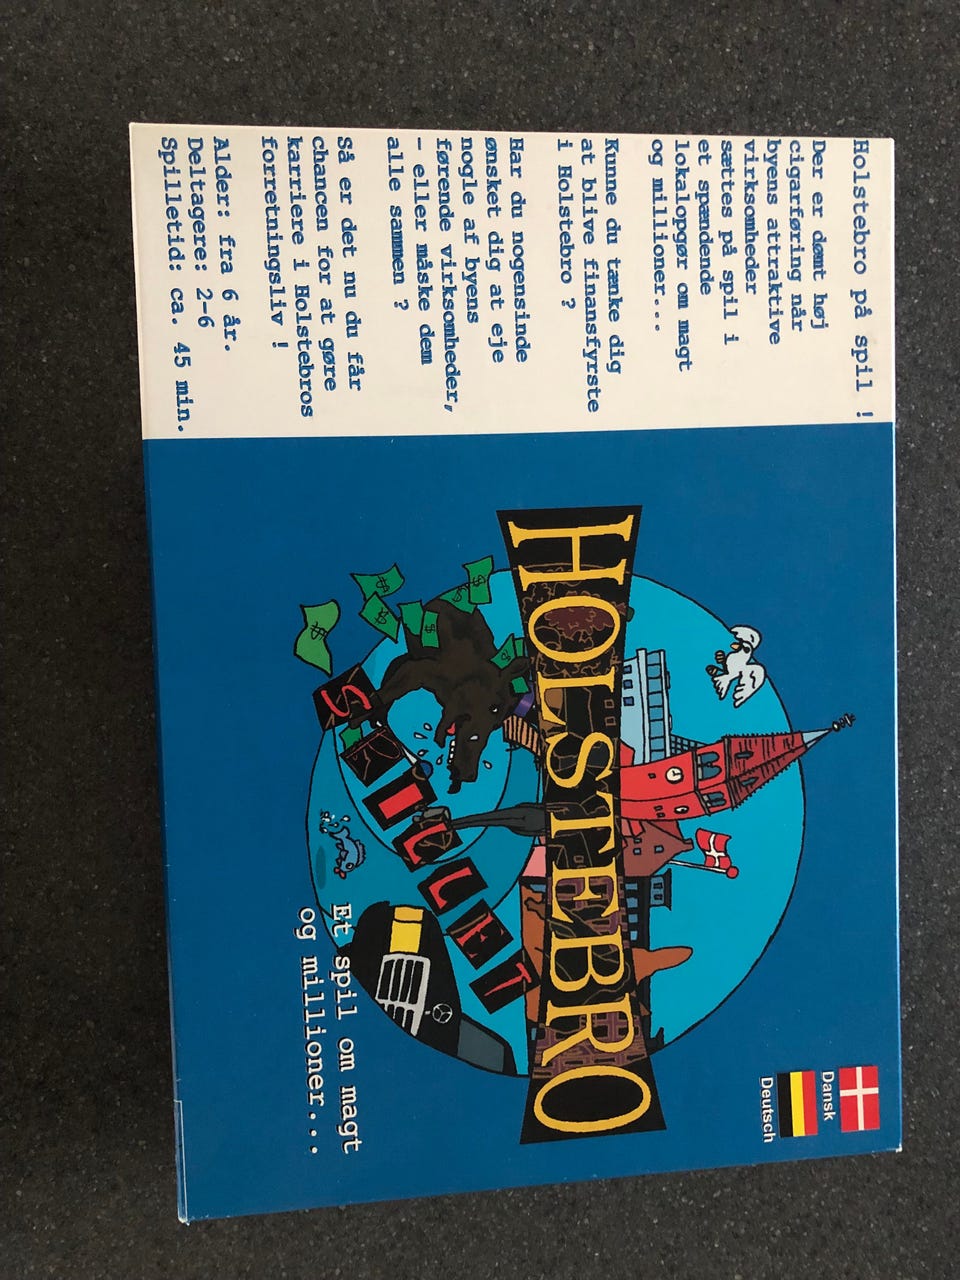 Holstebro på spil !
Der er dømt høj
cigarføring når
byens attraktive
virksomheder
sættes på spil i
et spændende
lokalopgør om magt
og millioner...
Kunne du tænke dig
at blive finansfyrste
i Holstebro ?
Har du nogensinde
ønsket dig at eje
nogle af byens
førende virksomheder,
- eller måske dem
alle sammen ?
Så er det nu du får
chancen for at gøre
karriere i Holstebros
forretningsliv !
Alder: fra 6 år.
Deltagere: 2-6
Spilletid: ca. 45 min.
HOLSTEBRO
SPILLET
Et spil om magt
og millioner...
Dansk
Deutsch